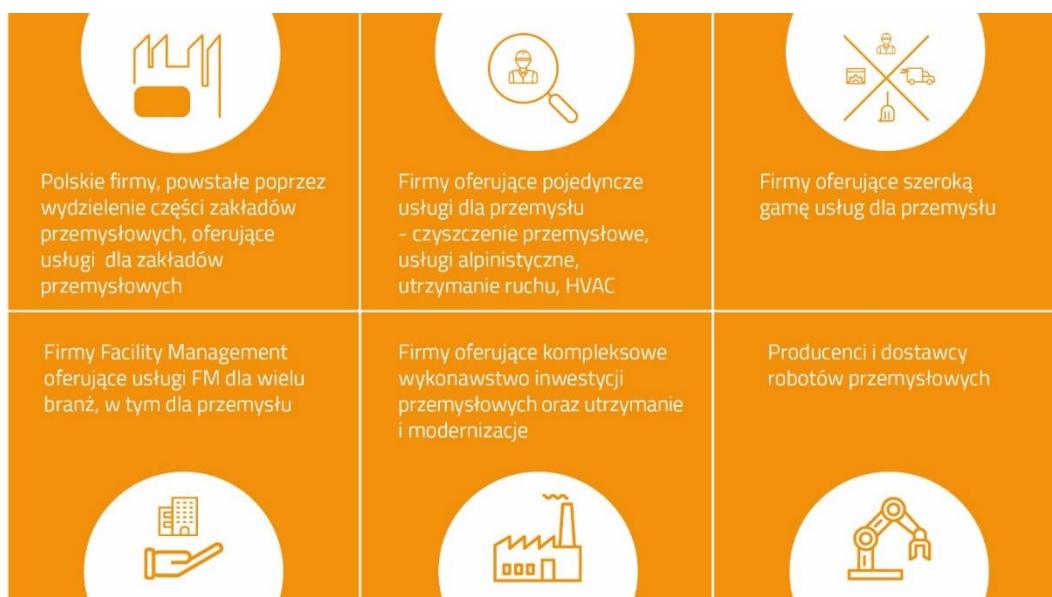 Polskie firmy, powstałe poprzez
wydzielenie części zakładów
przemysłowych, oferujące
usługi dla zakładów
przemysłowych
Firmy oferujące pojedyncze
usługi dla przemysłu
- czyszczenie przemysłowe,
usługi alpinistyczne,
utrzymanie ruchu, HVAC
Firmy oferujące szeroką
gamę usług dla przemysłu
Firmy Facility Management
oferujące usługi FM dla wielu
branż, w tym dla przemysłu
Firmy oferujące kompleksowe
wykonawstwo inwestycji
przemysłowych oraz utrzymanie
i modernizacje
Producenci i dostawcy
robotów przemysłowych